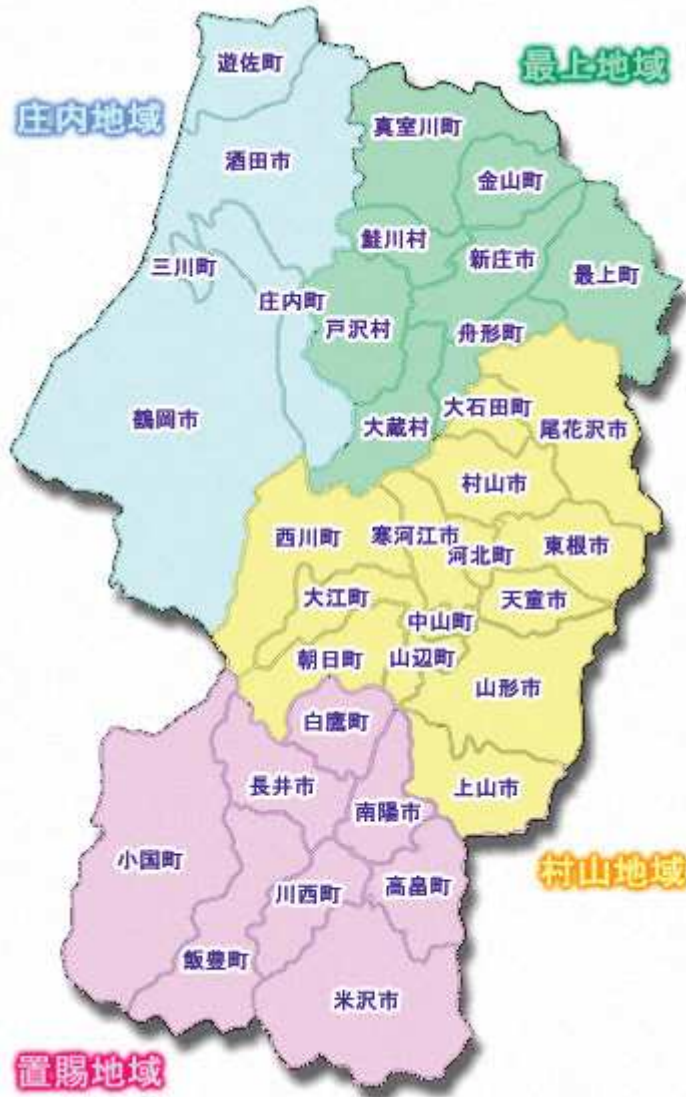 遊佐町
最上地域
庄内地域
真室川町
酒田市
金山町
鮭川村
新庄市
三川町
最上町
庄内町
戸沢村
舟形町
大石田町
鶴岡市
大蔵村
尾花沢市
村山市
西川町
寒河江市
河北町
東根市
大江町
天童市
中山町
朝日町
山辺町
山形市
白鷹町
長井市
上山市
南陽市
小国町
村山地域
川西町
高畠町
飯豊町
米沢市
置賜地域